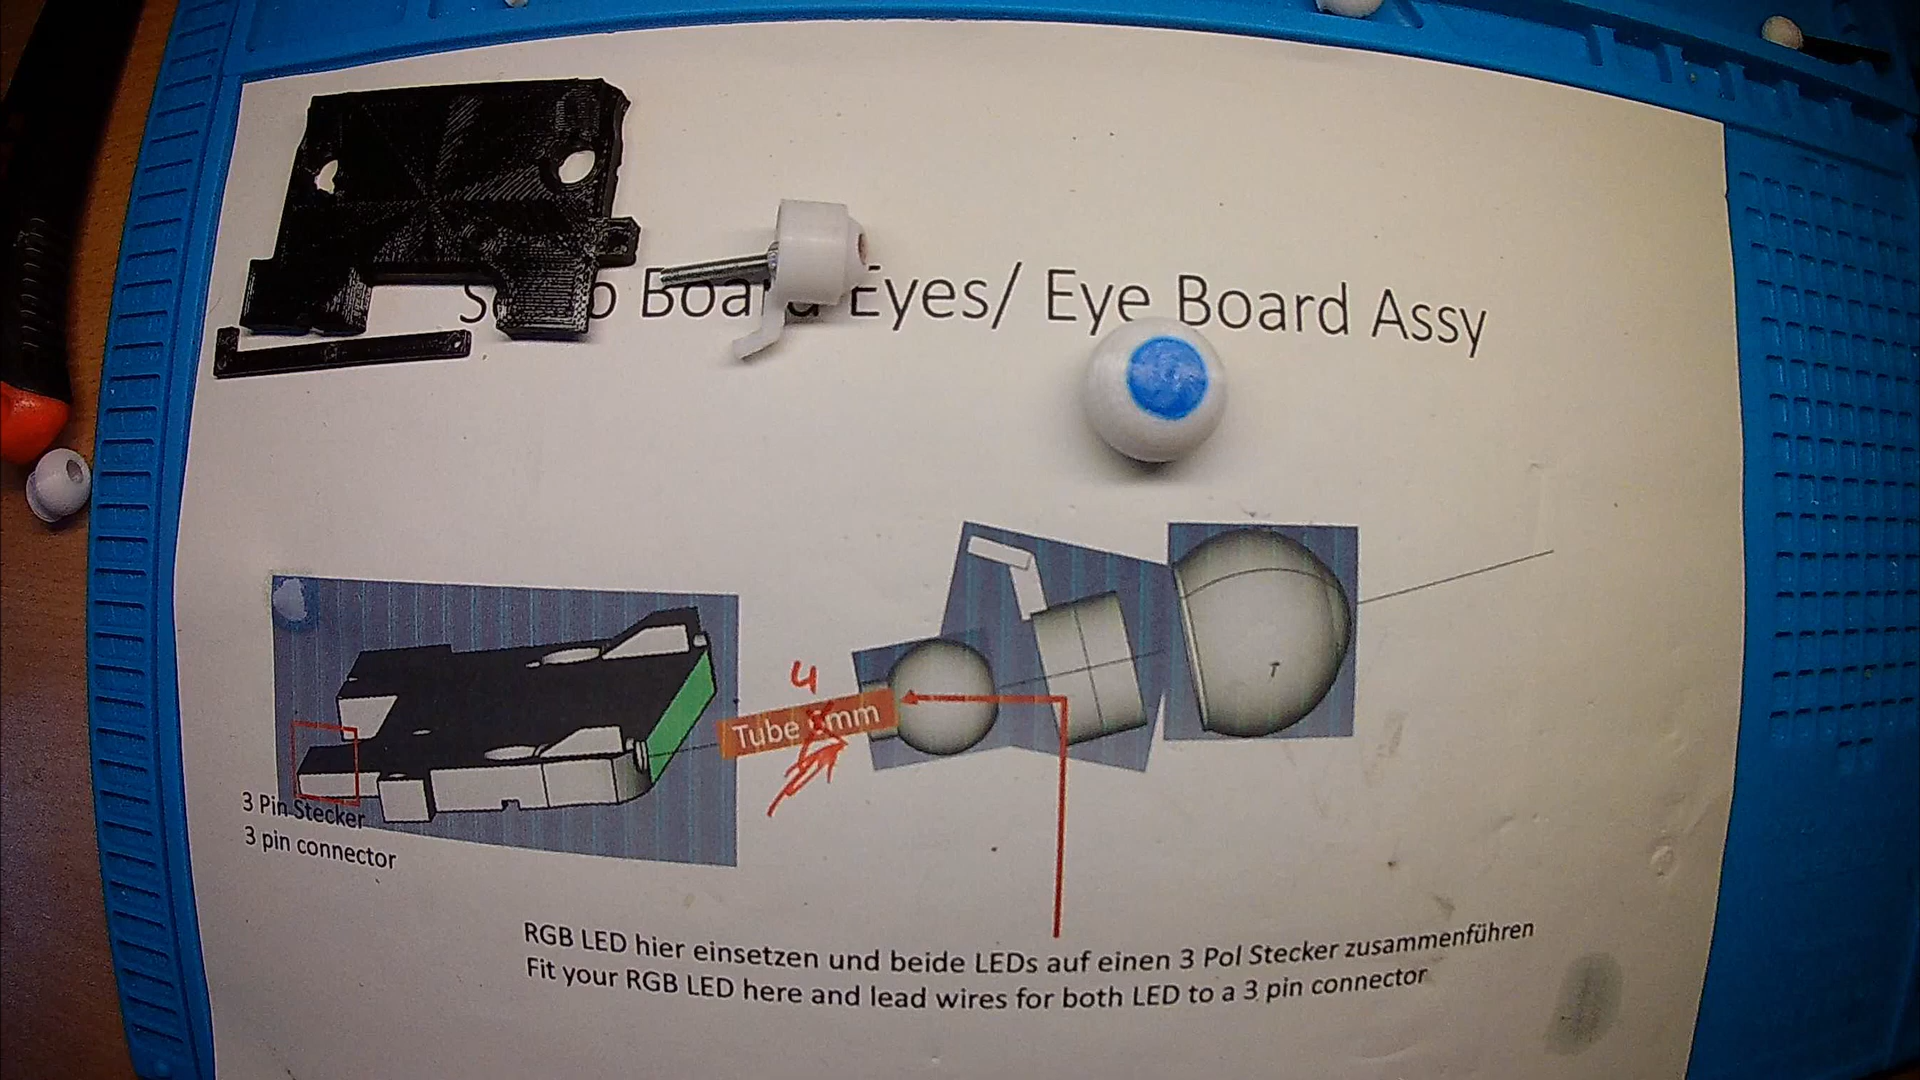 Board Eyes/ Eye Board Assy
4
Tube 6mm
3 Pin Stecker
3 pin connector
RGB LED hier einsetzen und beide LEDs auf einen 3 Pol Stecker zusammenführen
Fit your RGB LED here and lead wires for both LED to a 3 pin connector